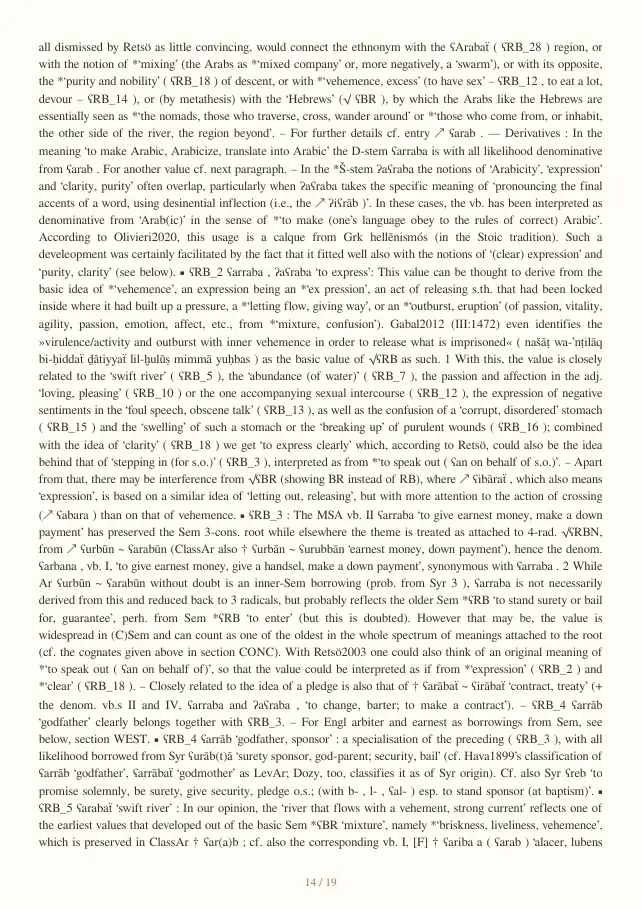 all dismissed by Retsö as little convincing, would connect the ethnonym with the ʕArabaẗ ( ʕRB_28 ) region, or
with the notion of *‘mixing’ (the Arabs as *‘mixed company’ or, more negatively, a ‘swarm’), or with its opposite,
the *‘purity and nobility’ ( ʕRB_18 ) of descent, or with *‘vehemence, excess’ (to have sex’ – ʕRB_12 , to eat a lot,
devour – ʕRB_14 ), or (by metathesis) with the ‘Hebrews’ (√ ʕBR ), by which the Arabs like the Hebrews are
essentially seen as *‘the nomads, those who traverse, cross, wander around’ or *‘those who come from, or inhabit,
the other side of the river, the region beyond’. – For further details cf. entry ↗ ʕarab . — Derivatives : In the
meaning ‘to make Arabic, Arabicize, translate into Arabic’ the D-stem ʕarraba is with all likelihood denominative
from ʕarab . For another value cf. next paragraph. – In the *Š-stem ʔaʕraba the notions of ‘Arabicity’, ‘expression’
and ‘clarity, purity’ often overlap, particularly when ʔaʕraba takes the specific meaning of ‘pronouncing the final
accents of a word, using desinential inflection (i.e., the ↗ ʔiʕrāb )’. In these cases, the vb. has been interpreted as
denominative from ‘Arab(ic)’ in the sense of *‘to make (one’s language obey to the rules of correct) Arabic’.
According to Olivieri2020, this usage is a calque from Grk hellēnismós (in the Stoic tradition). Such a
develeopment was certainly facilitated by the fact that it fitted well also with the notions of ‘(clear) expression’ and
‘purity, clarity’ (see below). ▪ ʕRB_2 ʕarraba , ʔaʕraba ‘to express’: This value can be thought to derive from the
basic idea of *‘vehemence’, an expression being an *‘ex pression’, an act of releasing s.th. that had been locked
inside where it had built up a pressure, a *‘letting flow, giving way’, or an *‘outburst, eruption’ (of passion, vitality,
agility, passion, emotion, affect, etc., from *‘mixture, confusion’). Gabal2012 (III:1472) even identifies the
»virulence/activity and outburst with inner vehemence in order to release what is imprisoned« ( našāṭ wa-’nṭilāq
bi-ḥiddaẗ ḏātiyyaẗ lil-ḫulūṣ mimmā yuḥbas ) as the basic value of √ʕRB as such. 1 With this, the value is closely
related to the ‘swift river’ ( ʕRB_5 ), the ‘abundance (of water)’ ( ʕRB_7 ), the passion and affection in the adj.
‘loving, pleasing’ ( ʕRB_10 ) or the one accompanying sexual intercourse ( ʕRB_12 ), the expression of negative
sentiments in the ‘foul speech, obscene talk’ ( ʕRB_13 ), as well as the confusion of a ‘corrupt, disordered’ stomach
( ʕRB_15 ) and the ‘swelling’ of such a stomach or the ‘breaking up’ of purulent wounds ( ʕRB_16 ); combined
with the idea of ‘clarity’ ( ʕRB_18 ) we get ‘to express clearly’ which, according to Retsö, could also be the idea
behind that of ‘stepping in (for s.o.)’ ( ʕRB_3 ), interpreted as from *‘to speak out ( ʕan on behalf of s.o.)’. – Apart
from that, there may be interference from √ʕBR (showing BR instead of RB), where ↗ ʕibāraẗ , which also means
‘expression’, is based on a similar idea of ‘letting out, releasing’, but with more attention to the action of crossing
(↗ ʕabara ) than on that of vehemence. ▪ ʕRB_3 : The MSA vb. II ʕarraba ‘to give earnest money, make a down
payment’ has preserved the Sem 3-cons. root while elsewhere the theme is treated as attached to 4-rad. √ʕRBN,
from ↗ ʕurbūn ~ ʕarabūn (ClassAr also † ʕurbān ~ ʕurubbān ‘earnest money, down payment’), hence the denom.
ʕarbana , vb. I, ‘to give earnest money, give a handsel, make a down payment’, synonymous with ʕarraba . 2 While
Ar ʕurbūn ~ ʕarabūn without doubt is an inner-Sem borrowing (prob. from Syr 3 ), ʕarraba is not necessarily
derived from this and reduced back to 3 radicals, but probably reflects the older Sem *ʕRB ‘to stand surety or bail
for, guarantee’, perh. from Sem *ʕRB ‘to enter’ (but this is doubted). However that may be, the value is
widespread in (C)Sem and can count as one of the oldest in the whole spectrum of meanings attached to the root
(cf. the cognates given above in section CONC). With Retsö2003 one could also think of an original meaning of
*‘to speak out ( ʕan on behalf of)’, so that the value could be interpreted as if from *‘expression’ ( ʕRB_2 ) and
*‘clear’ ( ʕRB_18 ). – Closely related to the idea of a pledge is also that of † ʕarābaẗ ~ ʕirābaẗ ‘contract, treaty’ (+
the denom. vb.s II and IV, ʕarraba and ʔaʕraba , ‘to change, barter; to make a contract’). – ʕRB_4 ʕarrāb
‘godfather’ clearly belongs together with ʕRB_3. – For Engl arbiter and earnest as borrowings from Sem, see
below, section WEST. ▪ ʕRB_4 ʕarrāb ‘godfather, sponsor’ : a specialisation of the preceding ( ʕRB_3 ), with all
likelihood borrowed from Syr ʕurāb(t)ā ‘surety sponsor, god-parent; security, bail’ (cf. Hava1899’s classification of
ʕarrāb ‘godfather’, ʕarrābaẗ ‘godmother’ as LevAr; Dozy, too, classifies it as of Syr origin). Cf. also Syr ʕreb ‘to
promise solemnly, be surety, give security, pledge o.s.; (with b- , l- , ʕal- ) esp. to stand sponsor (at baptism)’. ▪
ʕRB_5 ʕarabaẗ ‘swift river’ : In our opinion, the ‘river that flows with a vehement, strong current’ reflects one of
the earliest values that developed out of the basic Sem *ʕBR ‘mixture’, namely *‘briskness, liveliness, vehemence’,
which is preserved in ClassAr † ʕar(a)b ; cf. also the corresponding vb. I, [F] † ʕariba a ( ʕarab ) ‘alacer, lubens
14 / 19